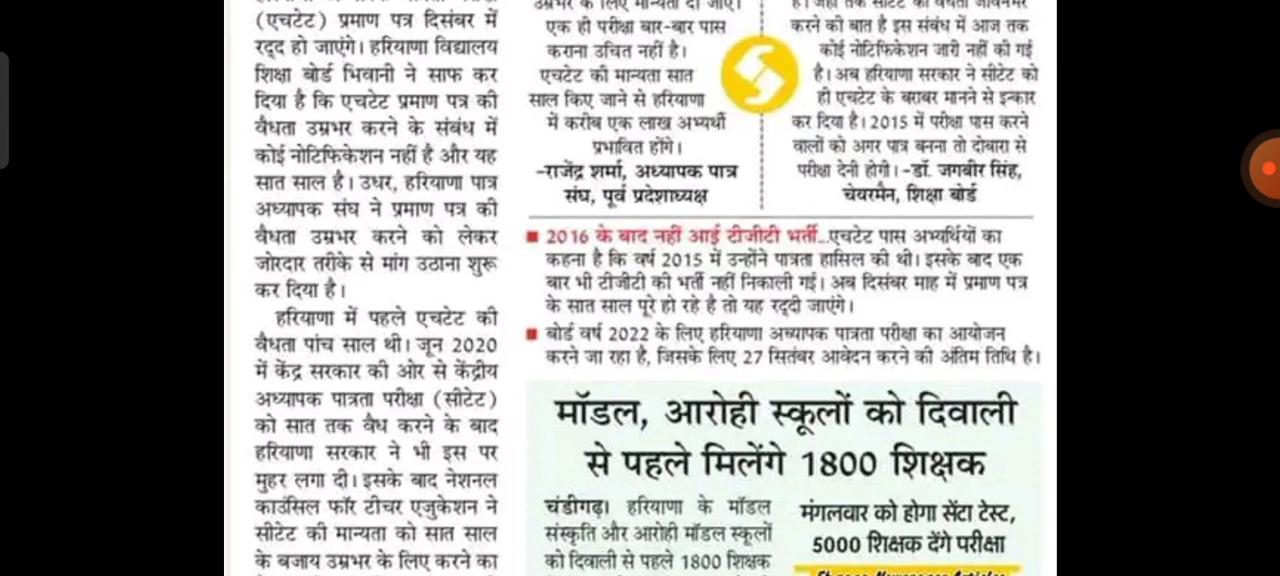 (एचटेट) प्रमाण पत्र दिसंबर में
रद्द हो जाएंगे। हरियाणा विद्यालय
शिक्षा बोर्ड भिवानी ने साफ कर
दिया है कि एचटेट प्रमाण पत्र की
वैधता उम्रभर करने के संबंध में
कोई नोटिफिकेशन नहीं है और यह
सात साल है। उधर, हरियाणा पात्र
अध्यापक संघ ने प्रमाण पत्र की
वैधता उम्रभर करने को लेकर
जोरदार तरीके से मांग उठाना शुरू
कर दिया है।
हरियाणा में पहले एचटेट की
वैधता पांच साल थी। जून 2020
में केंद्र सरकार की ओर से केंद्रीय
अध्यापक पात्रता परीक्षा (सीटेट)
को सात तक वैध करने के बाद
हरियाणा सरकार ने भी इस पर
मुहर लगा दी। इसके बाद नेशनल
काउंसिल फॉर टीचर एजुकेशन ने
सीटेट की मान्यता को सात साल
के बजाय उम्रभर के लिए करने का
उम्रभर के लिए मान्यता दी जाए।
एक ही परीक्षा बार-बार पास
कराना उचित नहीं है।
एचटेट की मान्यता सात
साल किए जाने से हरियाणा
में करीब एक लाख अभ्यर्थी
प्रभावित होंगे।
-राजेंद्र शर्मा, अध्यापक पात्र
संघ, पूर्व प्रदेशाध्यक्ष
है। जहां तक सीटेट की वैधता जीवनभर
करने की बात है इस संबंध में आज तक
कोई नोटिफिकेशन जारी नहीं की गई
है। अब हरियाणा सरकार ने सीटेट को
ही एचटेट के बराबर मानने से इन्कार
कर दिया है। 2015 में परीक्षा पास करने
वालों को अगर पात्र बनना तो दोबारा से
परीक्षा देनी होगी। -डॉ. जगबीर सिंह,
चेयरमैन, शिक्षा बोर्ड
■ 2016 के बाद नहीं आई टीजीटी भर्ती...एचटेट पास अभ्यर्थियों का
कहना है कि वर्ष 2015 में उन्होंने पात्रता हासिल की थी। इसके बाद एक
बार भी टीजीटी की भर्ती नहीं निकाली गई। अब दिसंबर माह में प्रमाण पत्र
के सात साल पूरे हो रहे है तो यह रद्दी जाएंगे।
■ बोर्ड वर्ष 2022 के लिए हरियाणा अध्यापक पात्रता परीक्षा का आयोजन
करने जा रहा है, जिसके लिए 27 सितंबर आवेदन करने की अंतिम तिथि है।
मॉडल, आरोही स्कूलों को दिवाली
से पहले मिलेंगे 1800 शिक्षक
चंडीगढ़। हरियाणा के मॉडल
संस्कृति और आरोही मॉडल स्कूलों
को दिवाली से पहले 1800 शिक्षक
मंगलवार को होगा सेंटा टेस्ट,
5000 शिक्षक देंगे परीक्षा